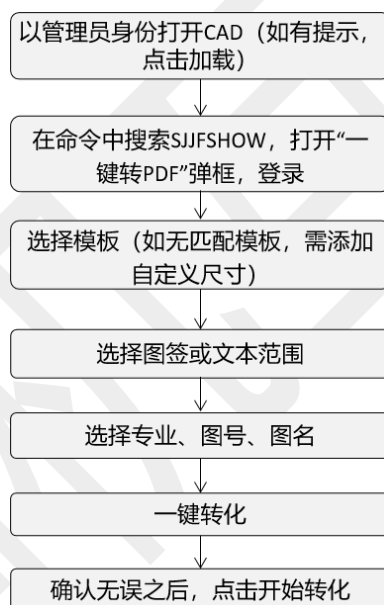 以管理员身份打开CAD（如有提示，
点击加载）
在命令中搜索SJJFSHOW，打开“一
键转PDF”弹框，登录
选择模板（如无匹配模板，需添加
自定义尺寸）
选择图签或文本范围
选择专业、图号、图名
一键转化
确认无误之后，点击开始转化